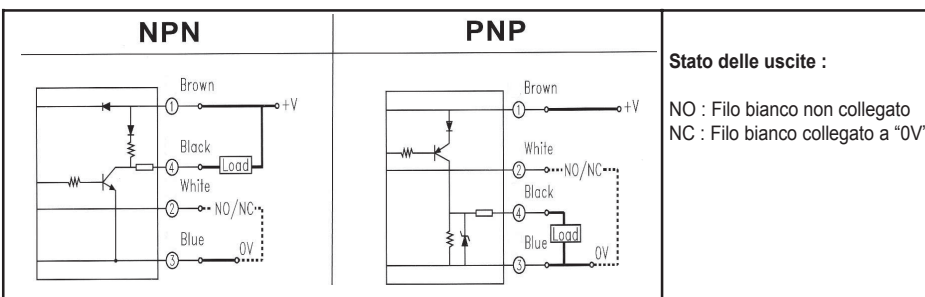 NPN
Brown
1
+V
Black
4
Load
White
2
NO/NC
Blue
3
0V
PNP
Brown
1
+V
White
2
NO/NC
Black
4
Load
Blue
3
0V
Stato delle uscite :
NO : Filo bianco non collegato
NC : Filo bianco collegato a “0V”